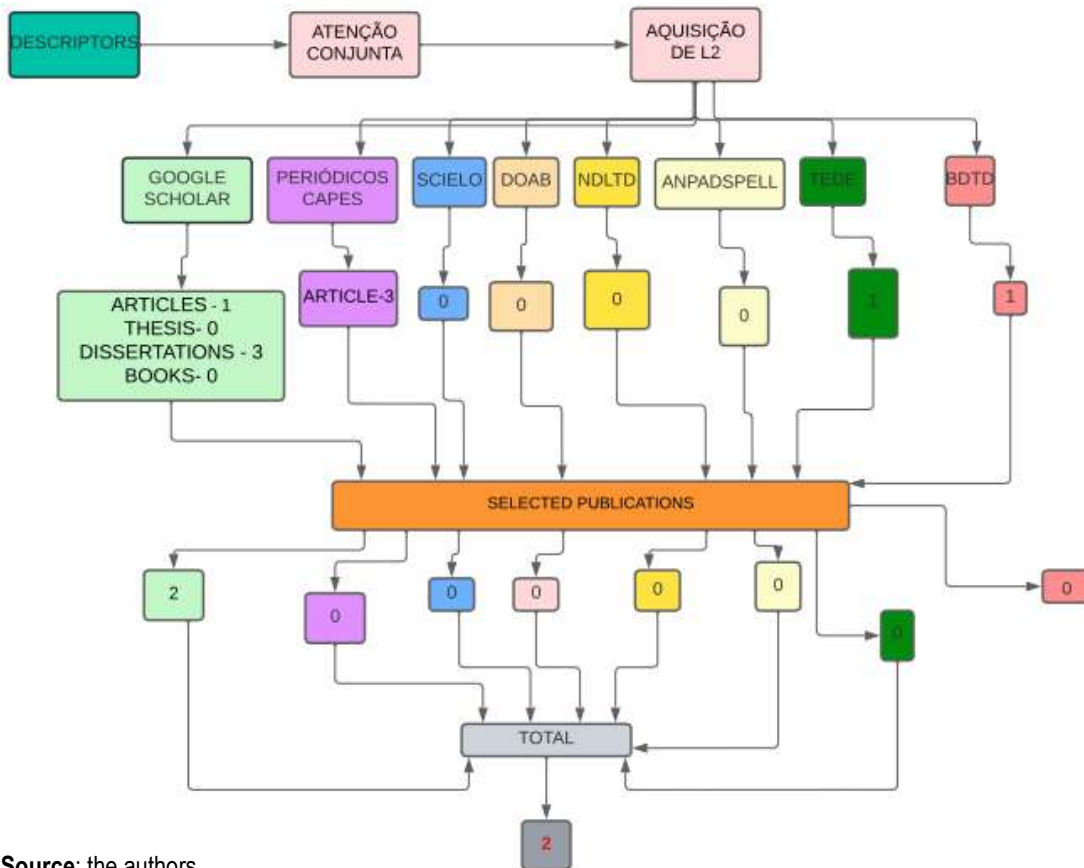 DESCRIPTORS
ATENÇÃO
CONJUNTA
AQUISIÇÃO
DE L2
GOOGLE
SCHOLAR
PERIÓDICOS
CAPES
SCIELO
DOAB
NDLTD
ANPADSPELL
TEDE
BDTD
ARTICLES - 1
THESIS- 0
DISSERTATIONS - 3
BOOKS- 0
ARTICLE-3
0
0
0
0
1
1
SELECTED PUBLICATIONS
2
0
0
0
0
0
0
0
TOTAL
2
Source: the authors